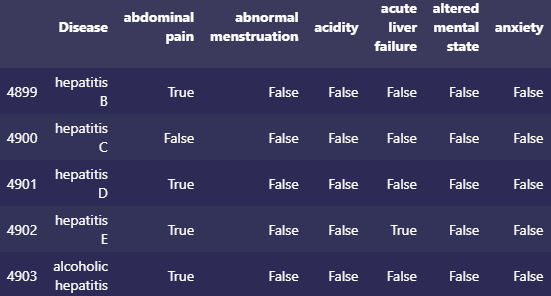 Disease abdominal pain abnormal menstruation acidity acute liver failure altered mental state anxiety
4899 hepatitis B True False False False False False
4900 hepatitis C False False False False False False
4901 hepatitis D True False False False False False
4902 hepatitis E True False False True False False
4903 alcoholic hepatitis True False False False False False